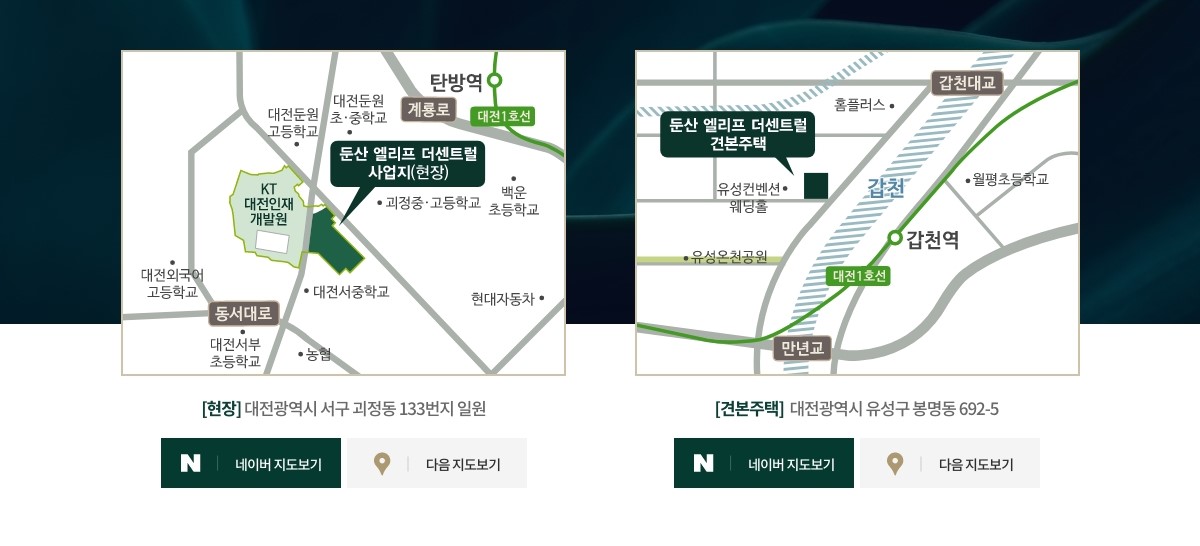 탄방역
계룡로
대전1호선
대전둔원
고등학교
대전둔원
초·중학교
둔산 엘리프 더센트럴
사업지(현장)
KT
대전인재
개발원
괴정중·고등학교
백운
초등학교
대전외국어
고등학교
대전서중학교
현대자동차
동서대로
대전서부
초등학교
농협
[현장] 대전광역시 서구 괴정동 133번지 일원
N 네이버 지도보기
다음 지도보기
갑천대교
홈플러스
둔산 엘리프 더센트럴
견본주택
유성컨벤션
웨딩홀
갑천
월평초등학교
갑천역
유성온천공원
대전1호선
만년교
[견본주택] 대전광역시 유성구 봉명동 692-5
N 네이버 지도보기
다음 지도보기